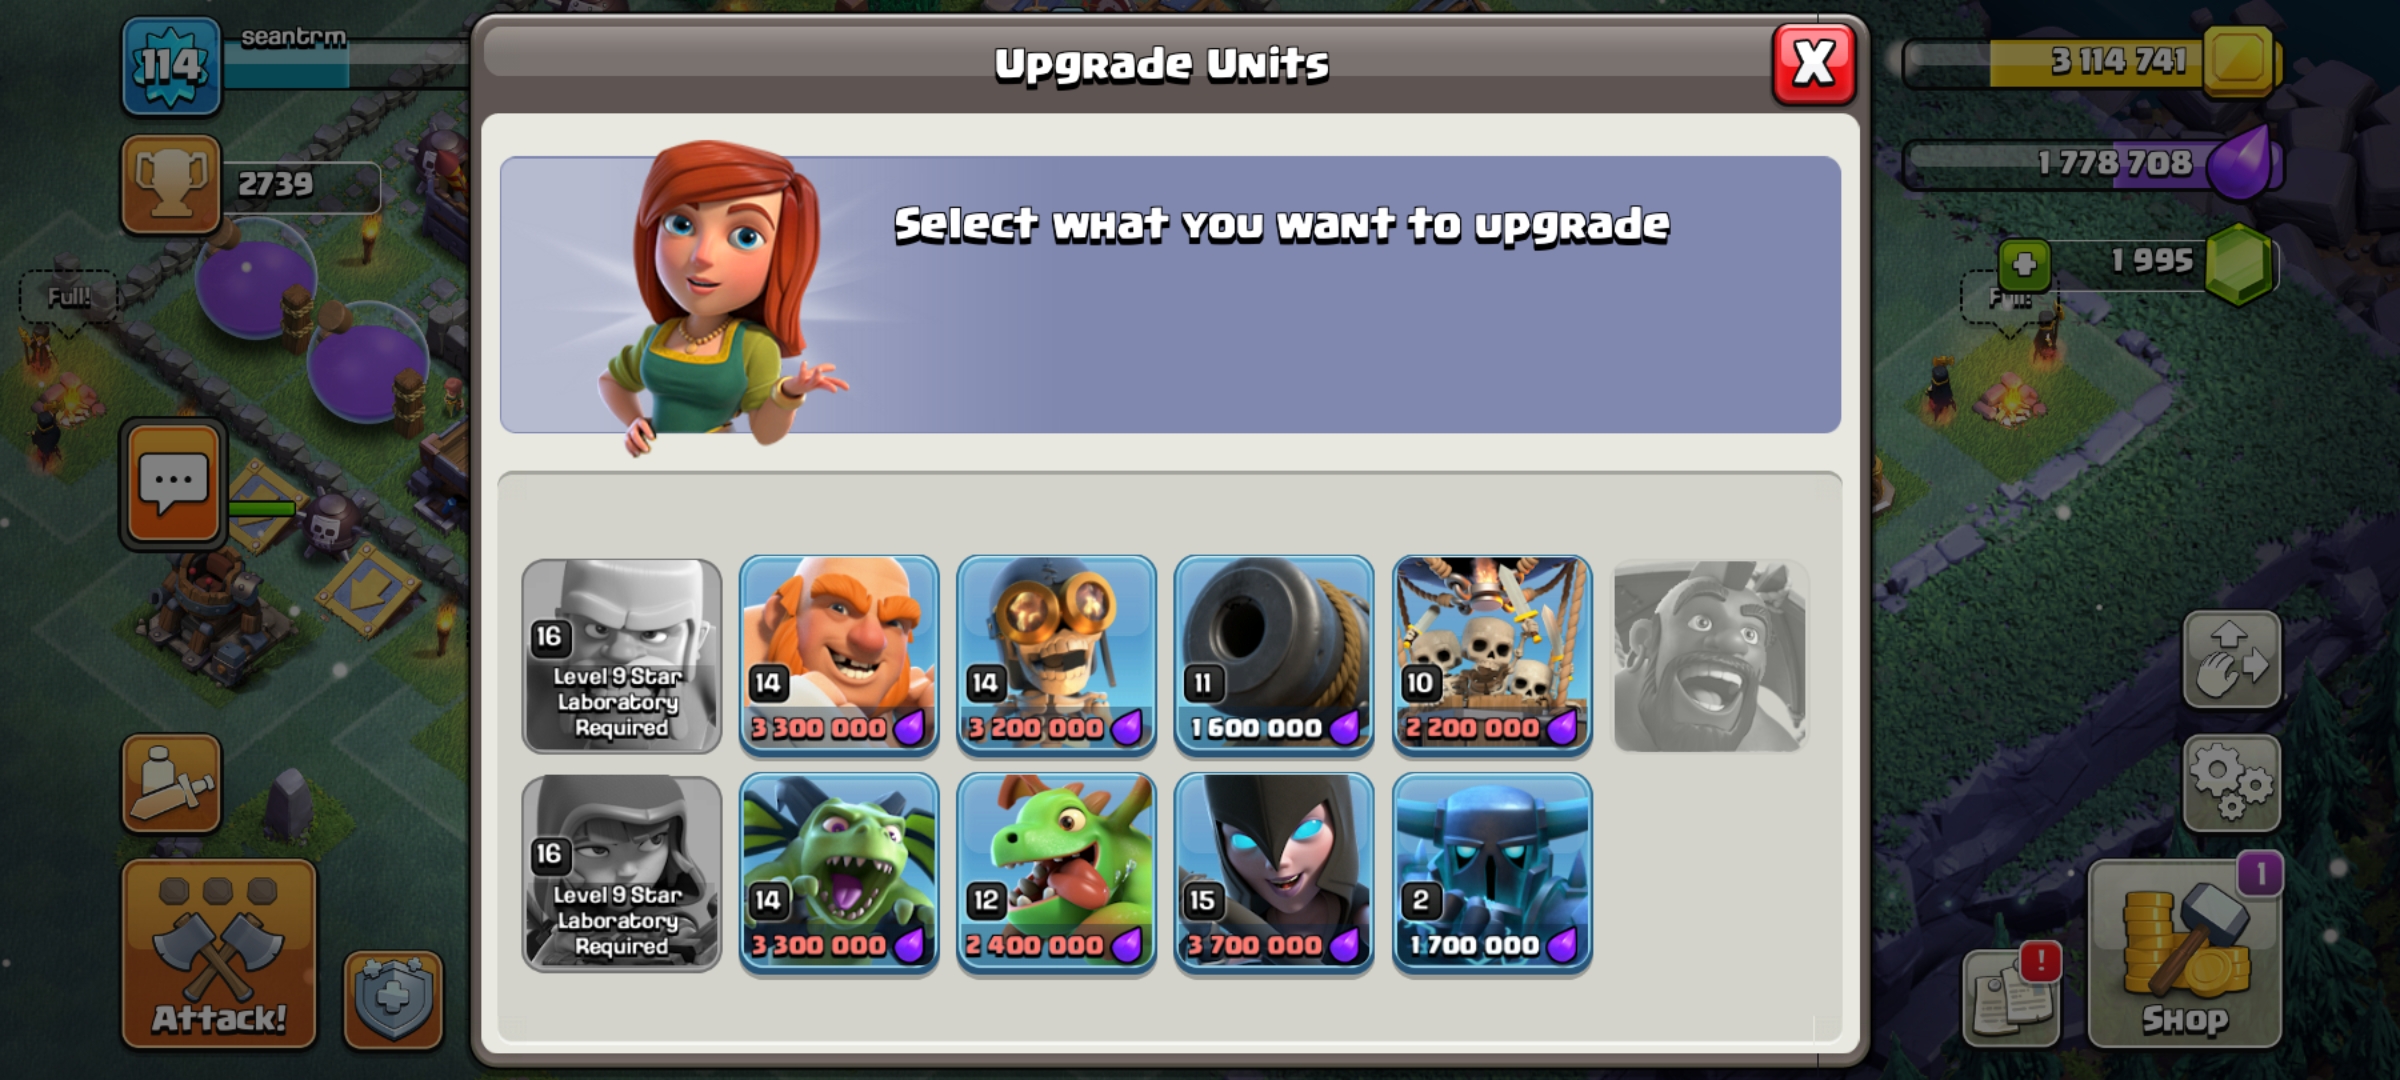 114
seantrm
2739
Full!
Upgrade Units
X
3 114 741
1 778 708
1 995
Full!
Select what you want to upgrade
16
Level 9 Star
Laboratory
Required
14
3 300 000
14
3 200 000
11
1 600 000
10
2 200 000
16
Level 9 Star
Laboratory
Required
14
3 300 000
12
2 400 000
15
3 700 000
2
1 700 000
Attack!
!
1
Shop